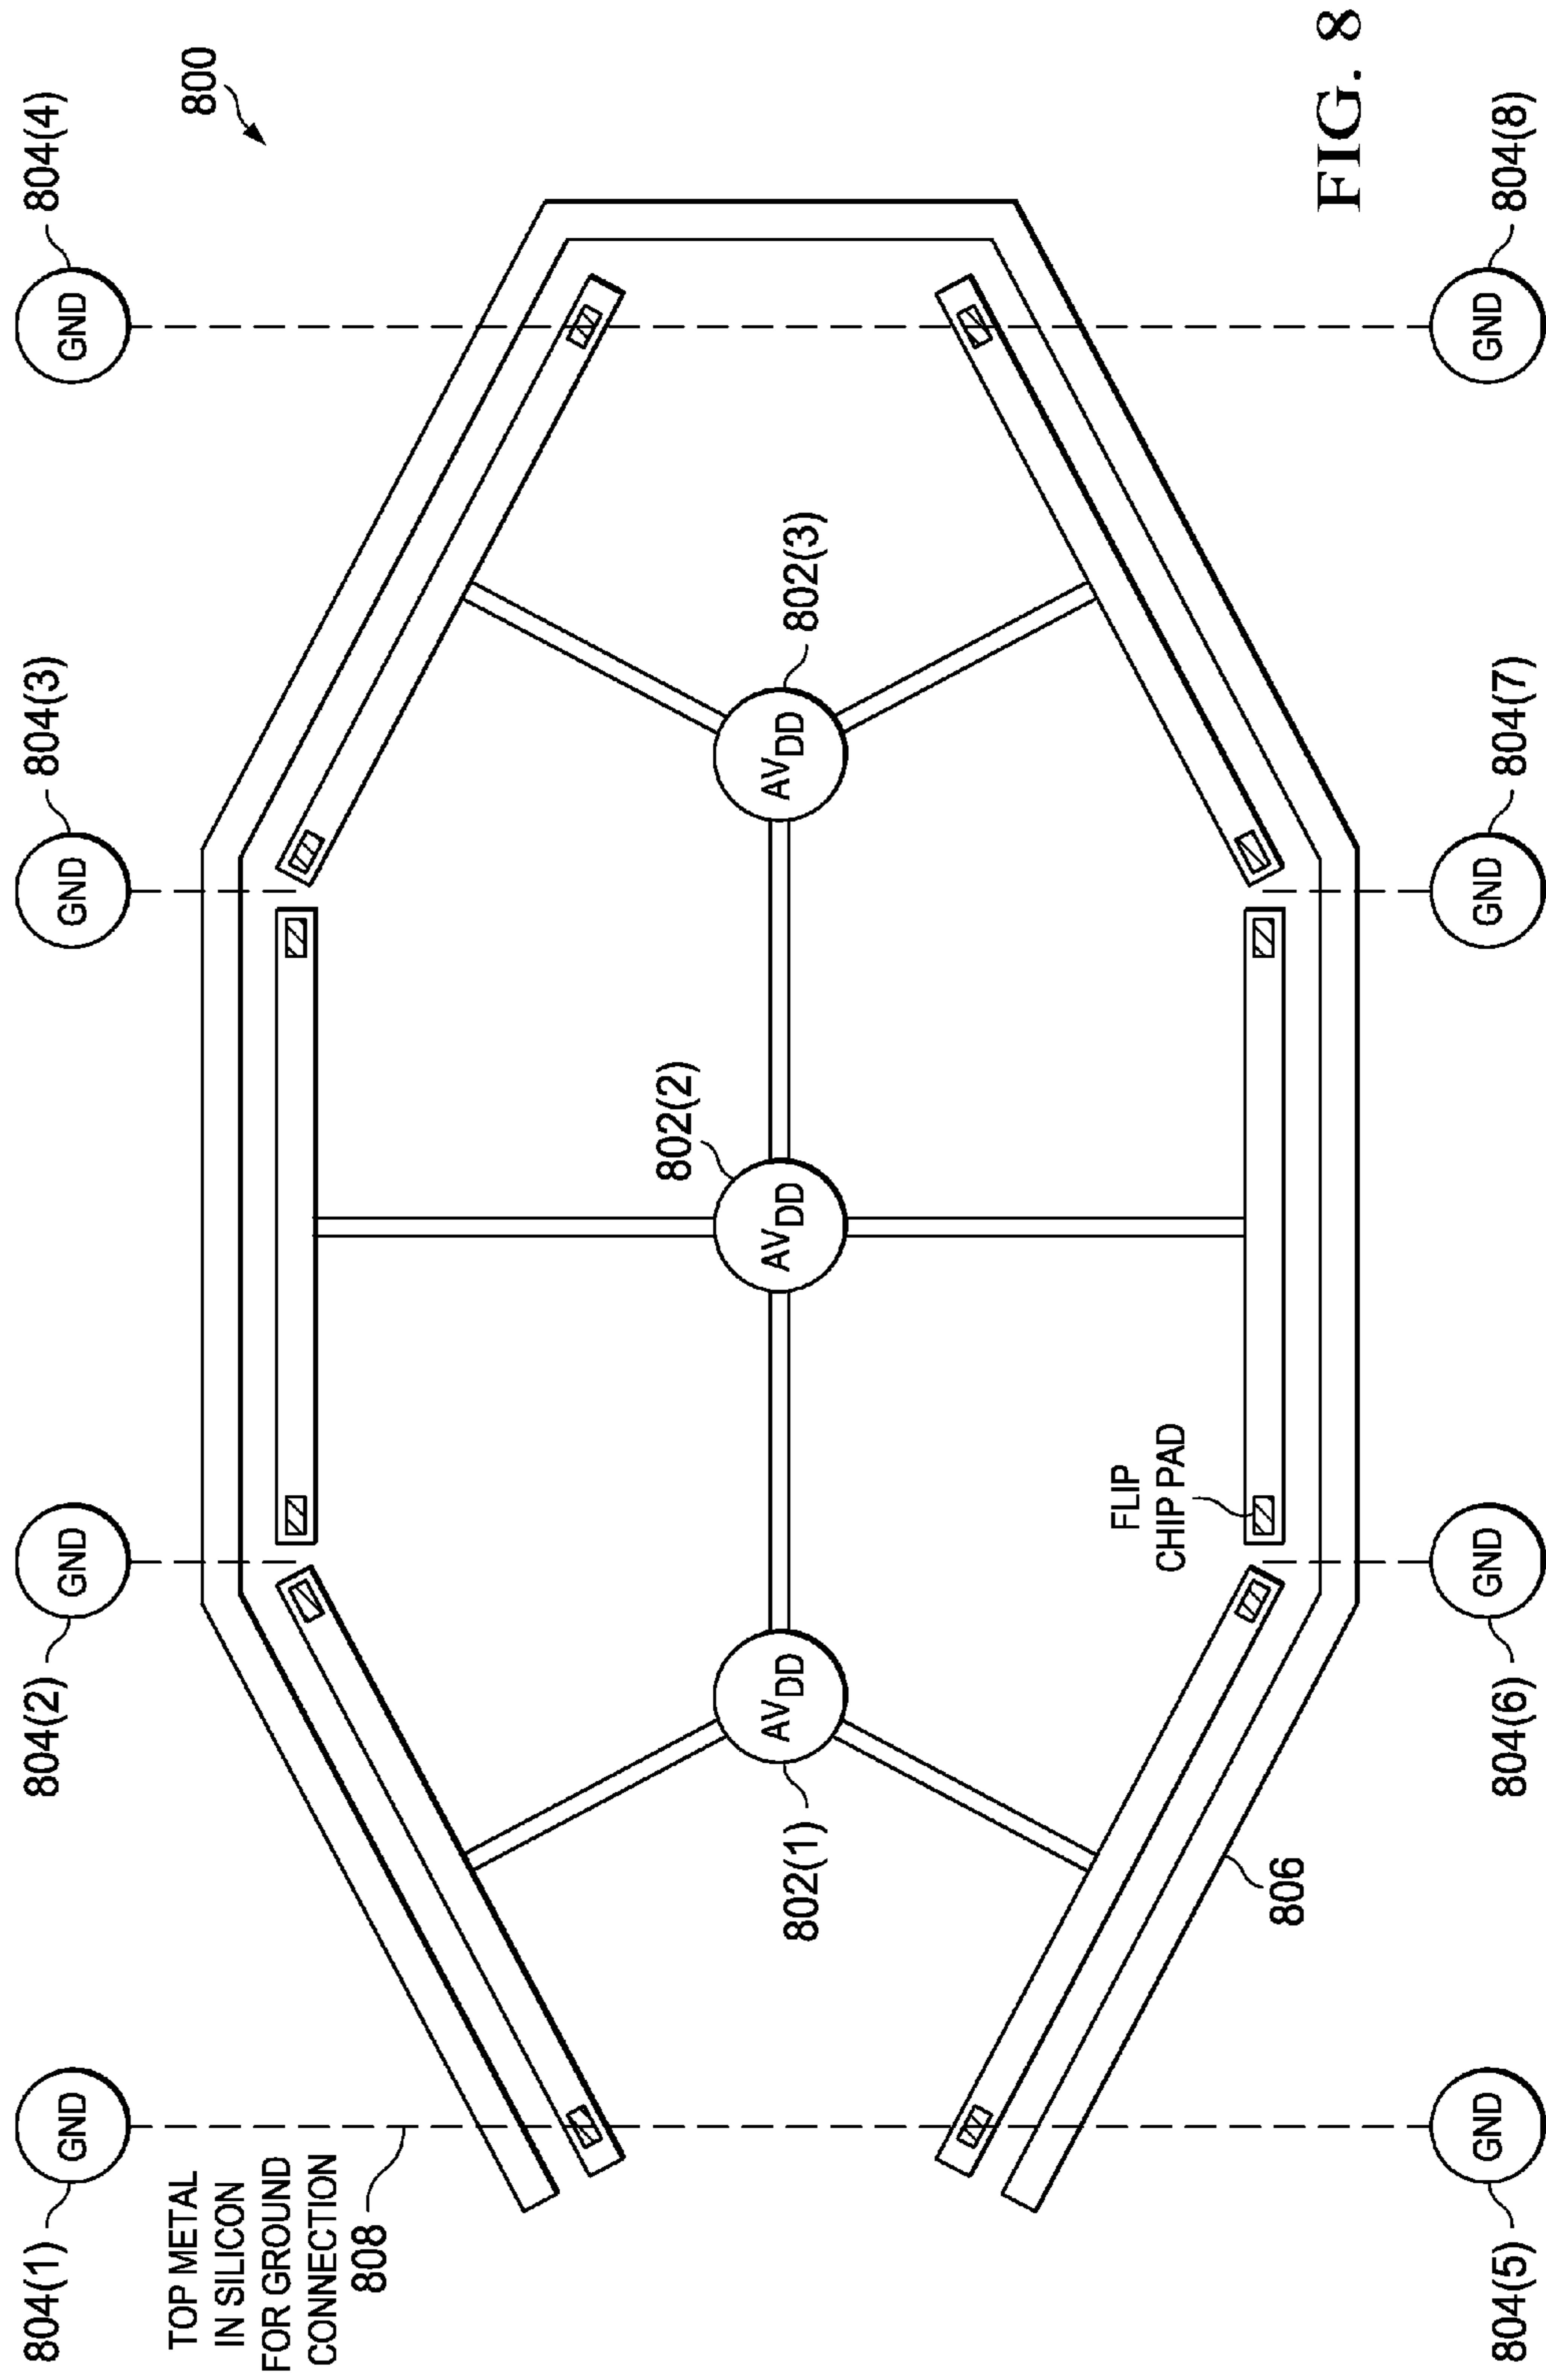 804(1)
GND
804(2)
GND
804(3)
GND
804(4)
GND
800
TOP METAL
IN SILICON
FOR GROUND
CONNECTION
808
802(2)
802(1)
AVDD
AVDD
AVDD
802(3)
FLIP
CHIP PAD
806
804(5)
GND
804(6)
GND
804(7)
GND
804(8)
GND
FIG. 8